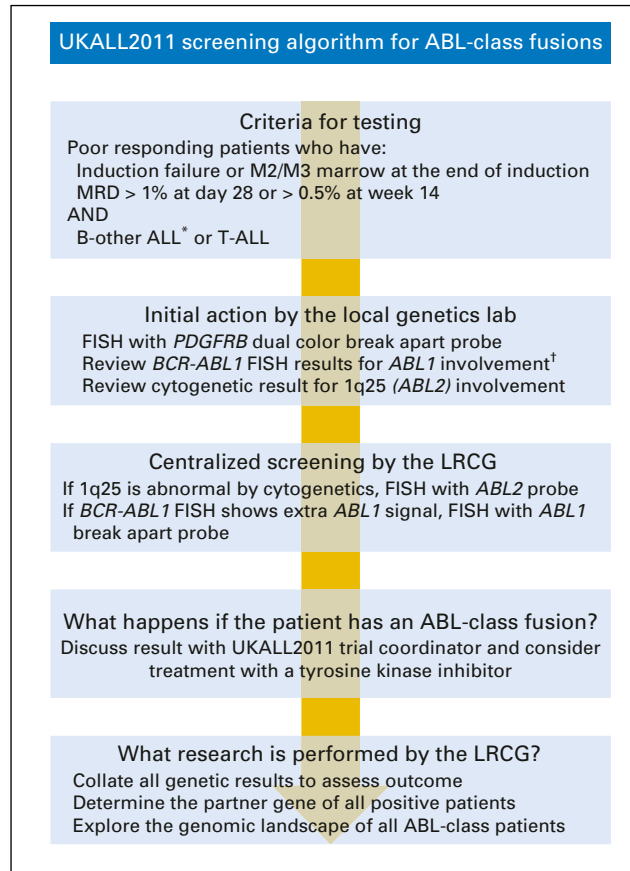 UKALL2011 screening algorithm for ABL-class fusions
Criteria for testing
Poor responding patients who have:
Induction failure or M2/M3 marrow at the end of induction
MRD > 1% at day 28 or > 0.5% at week 14
AND
B-other ALL* or T-ALL
Initial action by the local genetics lab
FISH with PDGFRB dual color break apart probe
Review BCR-ABL1 FISH results for ABL1 involvement†
Review cytogenetic result for 1q25 (ABL2) involvement
Centralized screening by the LRCG
If 1q25 is abnormal by cytogenetics, FISH with ABL2 probe
If BCR-ABL1 FISH shows extra ABL1 signal, FISH with ABL1
break apart probe
What happens if the patient has an ABL-class fusion?
Discuss result with UKALL2011 trial coordinator and consider
treatment with a tyrosine kinase inhibitor
What research is performed by the LRCG?
Collate all genetic results to assess outcome
Determine the partner gene of all positive patients
Explore the genomic landscape of all ABL-class patients